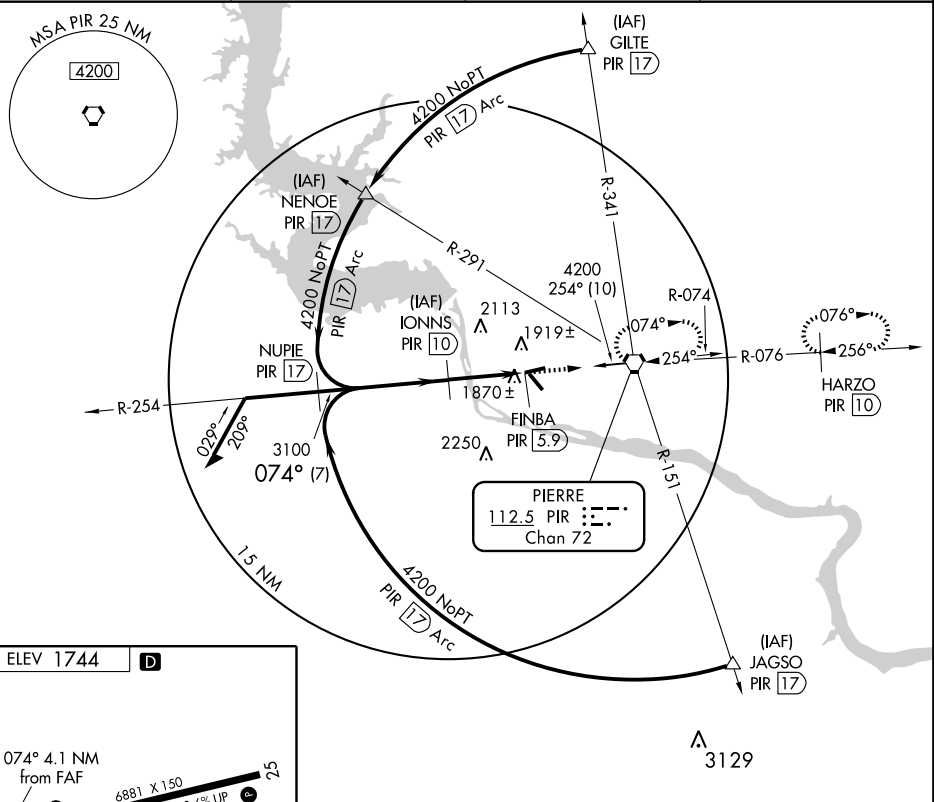 MSA PIR 25 NM
4200
(IAF)
GILTE
PIR 17
4200 NoPT
PIR 17 Arc
(IAF)
NENOE
PIR 17
R-341
R-291
4200 NoPT
PIR 17 Arc
(IAF)
IONNS
PIR 10
2113
1919±
4200
254° (10)
R-074
074°
254°
R-076
076°
256°
HARZO
PIR 10
NUPIE
PIR 17
R-254
029°
209°
3100
074° (7)
1870±
FINBA
PIR 5.9
2250
R-151
PIERRE
112.5 PIR
Chan 72
15 NM
4200 NoPT
PIR 17 Arc
(IAF)
JAGSO
PIR 17
3129
ELEV 1744
D
074° 4.1 NM
from FAF
6881 X 150
25
% UP
P